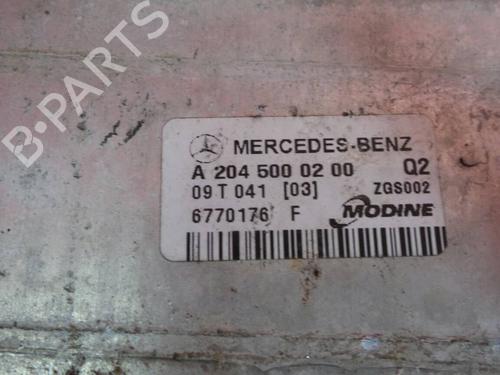 B-PARTS
MERCEDES-BENZ
A 204 500 02 00 Q2
09 T 041 [03] ZGS002
6770176 F MODINE